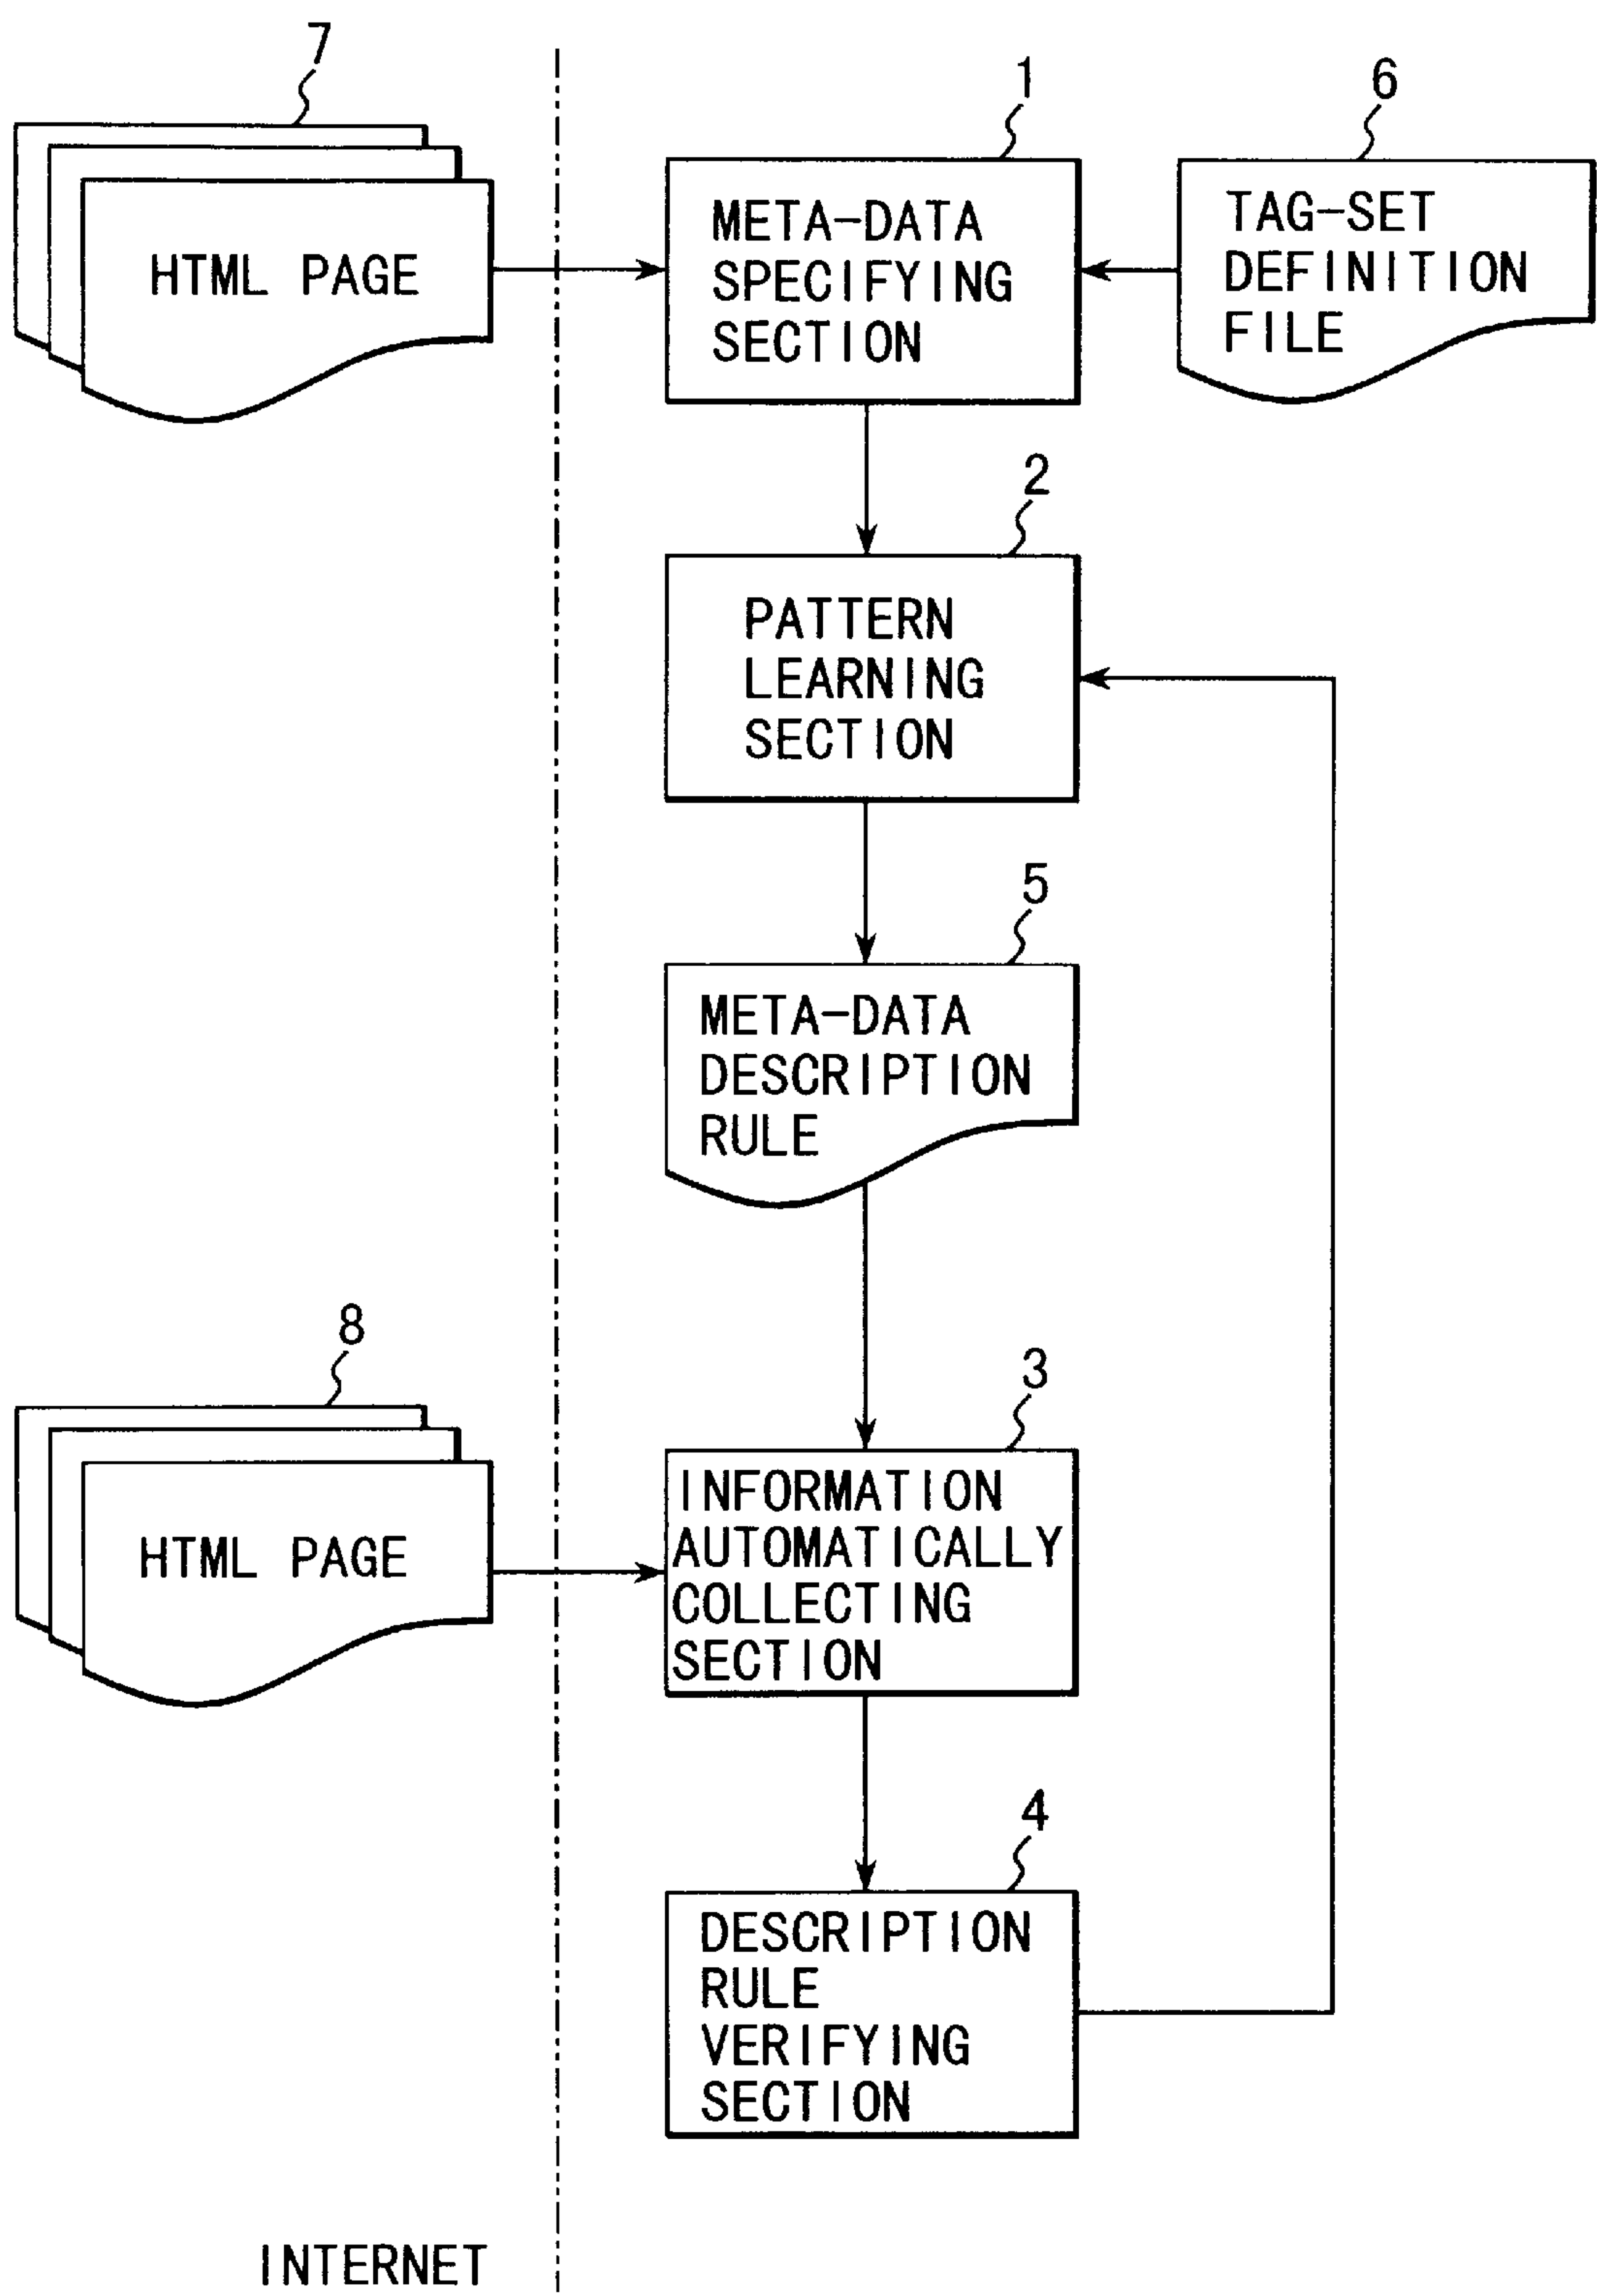 7
1
6
HTML PAGE
META-DATA
SPECIFYING
SECTION
TAG-SET
DEFINITION
FILE
2
PATTERN
LEARNING
SECTION
5
META-DATA
DESCRIPTION
RULE
8
HTML PAGE
3
INFORMATION
AUTOMATICALLY
COLLECTING
SECTION
4
DESCRIPTION
RULE
VERIFYING
SECTION
INTERNET